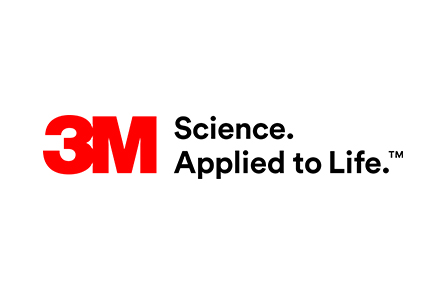 3M
Science.
Applied to Life.™